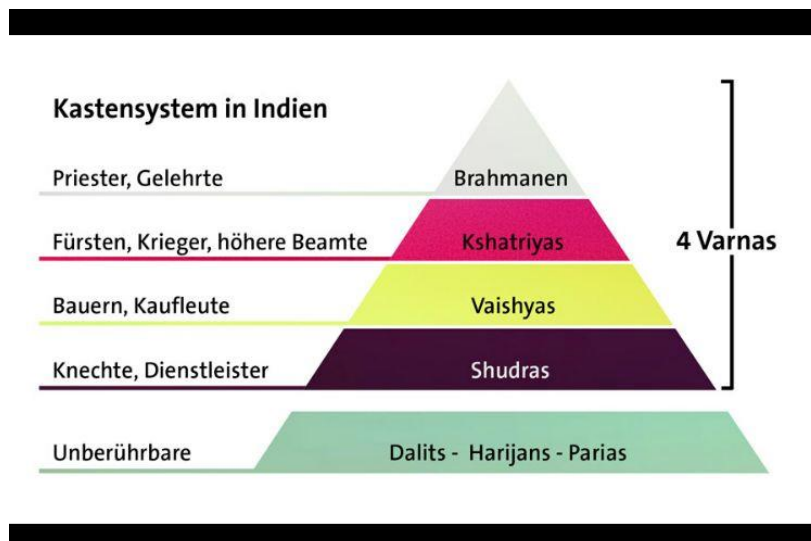 Kastensystem in Indien
Priester, Gelehrte
Brahmanen
Fürsten, Krieger, höhere Beamte
Kshatriyas
4 Varnas
Bauern, Kaufleute
Vaishyas
Knechte, Dienstleister
Shudras
Unberührbare
Dalits - Harijans - Parias